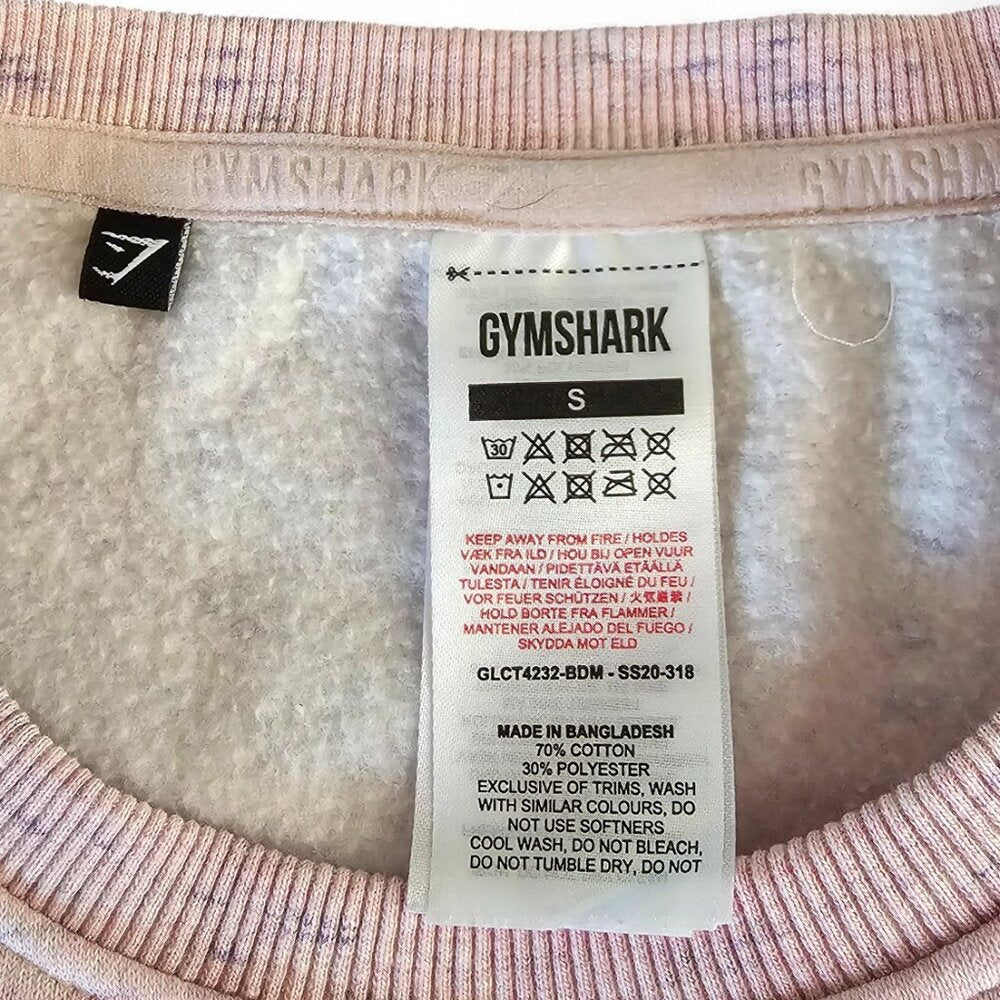 GYMSHARK GYMSHA
GYMSHARK
S
30
KEEP AWAY FROM FIRE / HOLDES
VÆK FRA ILD / HOU BIJ OPEN VUUR
VANDAAN / PIDETTÄVÄ ETÄÄLLÄ
TULESTA / TENIR ÉLOIGNÉ DU FEU /
VOR FEUER SCHÜTZEN / 火気厳禁 /
HOLD BORTE FRA FLAMMER /
MANTENER ALEJADO DEL FUEGO /
SKYDDA MOT ELD
GLCT4232-BDM - SS20-318
MADE IN BANGLADESH
70% COTTON
30% POLYESTER
EXCLUSIVE OF TRIMS, WASH
WITH SIMILAR COLOURS, DO
NOT USE SOFTNERS
COOL WASH, DO NOT BLEACH,
DO NOT TUMBLE DRY, DO NOT